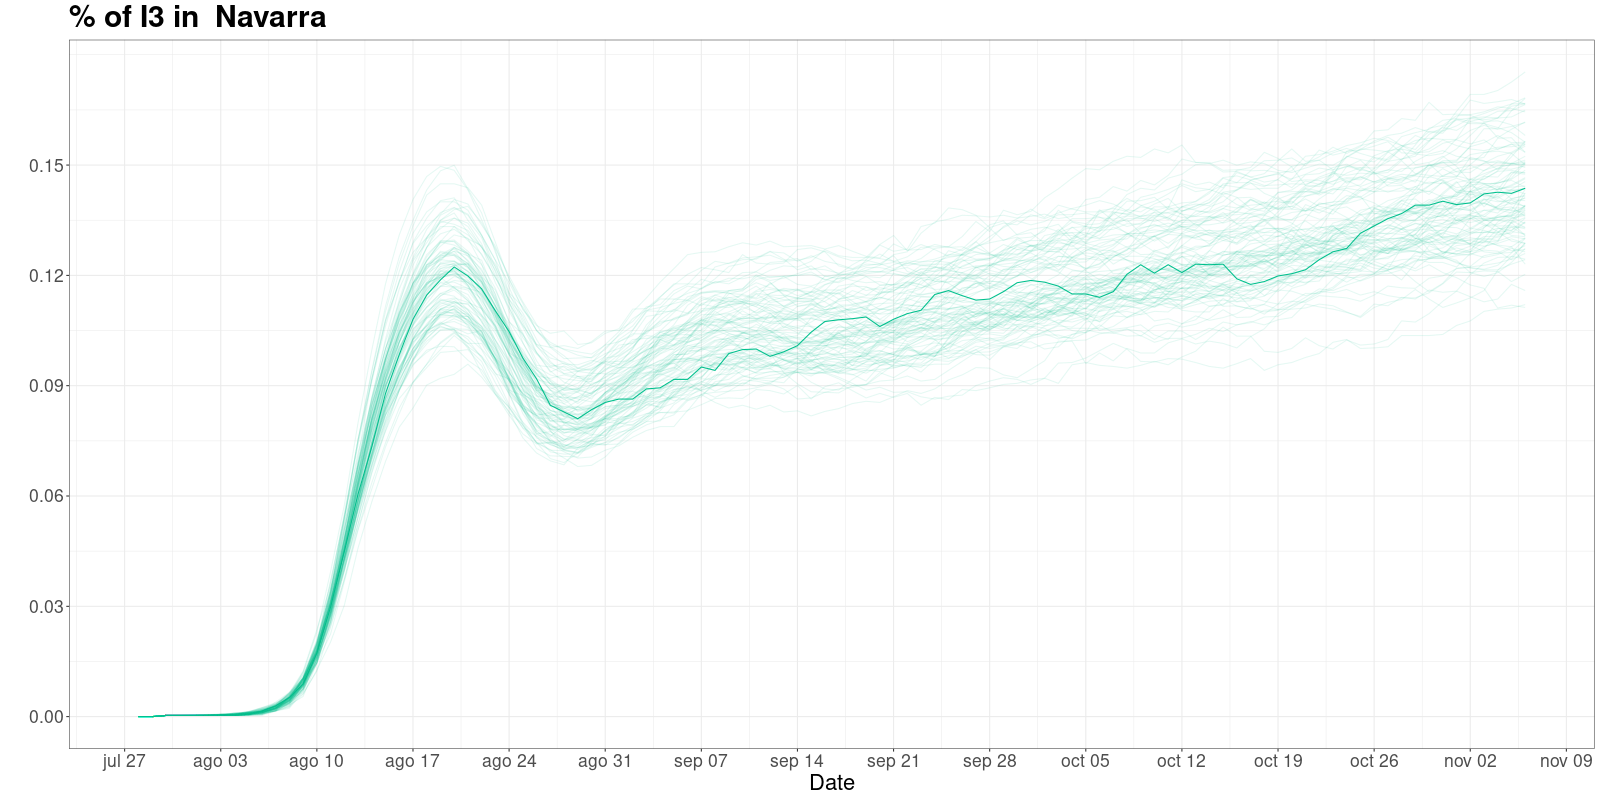 % of I3 in  Navarra
0.15
0.12
0.09
0.06
0.03
0.00
jul 27 ago 03 ago 10 ago 17 ago 24 ago 31 sep 07 sep 14 sep 21 sep 28 oct 05 oct 12 oct 19 oct 26 nov 02 nov 09
Date